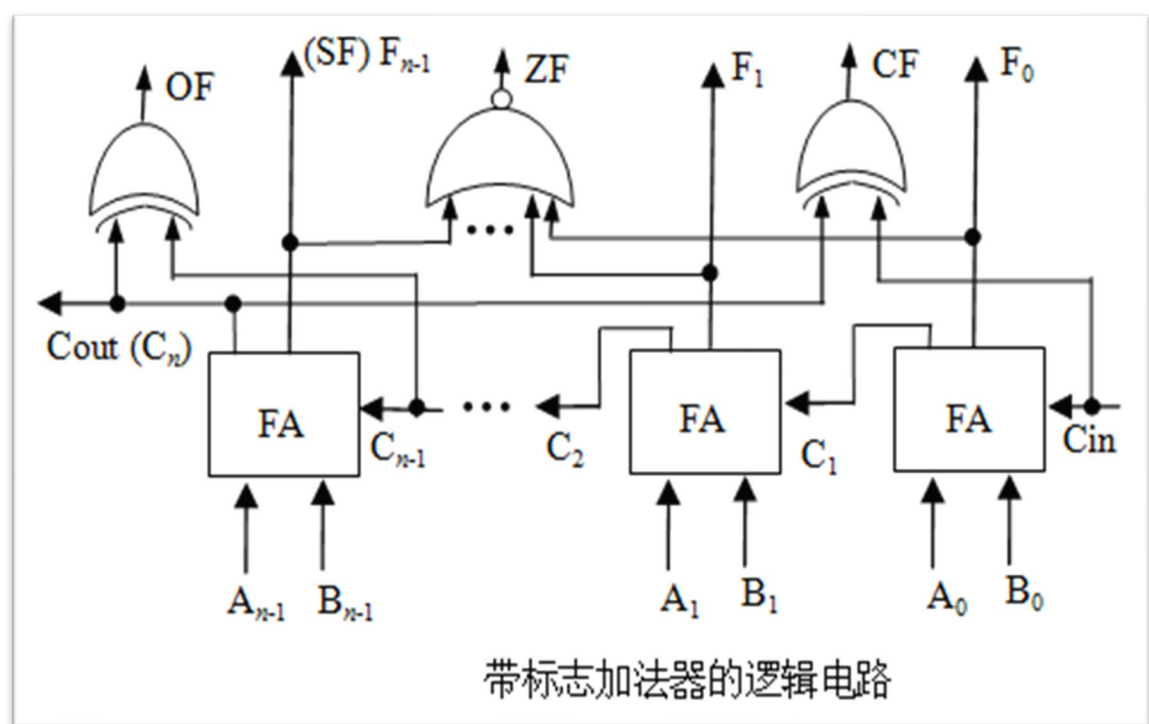 OF
(SF) Fn-1
ZF
F1
CF
F0
Cout (Cn)
FA
Cn-1
C2
FA
C1
FA
Cin
An-1
Bn-1
A1
B1
A0
B0
带标志加法器的逻辑电路